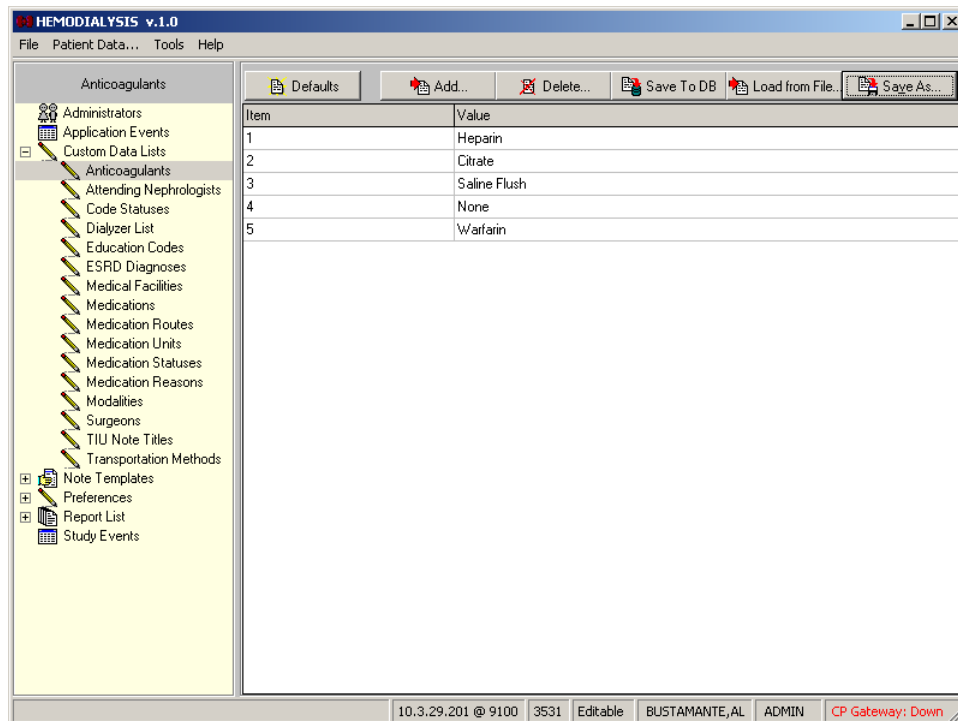 HEMODIALYSIS v.1.0
File Patient Data... Tools Help
Anticoagulants
Administrators
Application Events
Custom Data Lists
Anticoagulants
Attending Nephrologists
Code Statuses
Dialyzer List
Education Codes
ESRD Diagnoses
Medical Facilities
Medications
Medication Routes
Medication Units
Medication Statuses
Medication Reasons
Modalities
Surgeons
TIU Note Titles
Transportation Methods
Note Templates
Preferences
Report List
Study Events
Defaults Add... Delete... Save To DB Load from File... Save As...
Item Value
1 Heparin
2 Citrate
3 Saline Flush
4 None
5 Warfarin
10.3.29.201 @ 9100 3531 Editable BUSTAMANTE,AL ADMIN CP Gateway: Down